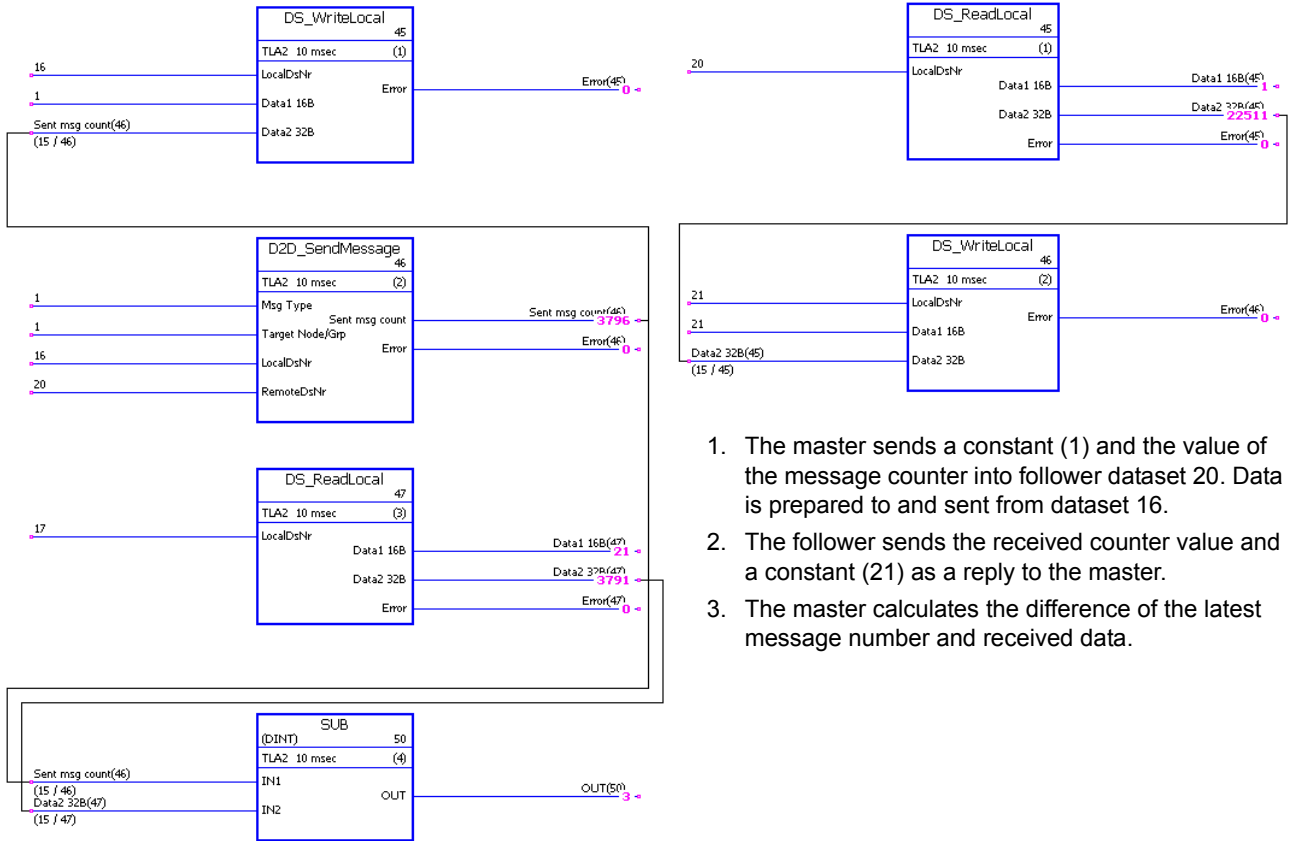 DS_WriteLocal
45
TLA2 10 msec (1)
16
LocalDsNr
1
Data1 16B
Error
Error(45)
0
Sent msg count(46)
Data2 32B
(15 / 46)
D2D_SendMessage
46
TLA2 10 msec (2)
1
Msg Type
Sent msg count
Sent msg count(46)
3796
1
Target Node/Grp
Error
Error(46)
0
16
LocalDsNr
20
RemoteDsNr
DS_ReadLocal
47
TLA2 10 msec (3)
17
LocalDsNr
Data1 16B
Data1 16B(47)
21
Data2 32B
Data2 32B(47)
3791
Error
Error(47)
0
SUB
(DINT) 50
TLA2 10 msec (4)
Sent msg count(46)
IN1
(15 / 46)
OUT
OUT(50)
3
Data2 32B(47)
IN2
(15 / 47)
DS_ReadLocal
45
TLA2 10 msec (1)
20
LocalDsNr
Data1 16B
Data1 16B(45)
1
Data2 32B
Data2 32B(45)
22511
Error
Error(45)
0
DS_WriteLocal
46
TLA2 10 msec (2)
21
LocalDsNr
Error
Error(46)
0
21
Data1 16B
Data2 32B(45)
Data2 32B
(15 / 45)
1. The master sends a constant (1) and the value of
the message counter into follower dataset 20. Data
is prepared to and sent from dataset 16.
2. The follower sends the received counter value and
a constant (21) as a reply to the master.
3. The master calculates the difference of the latest
message number and received data.